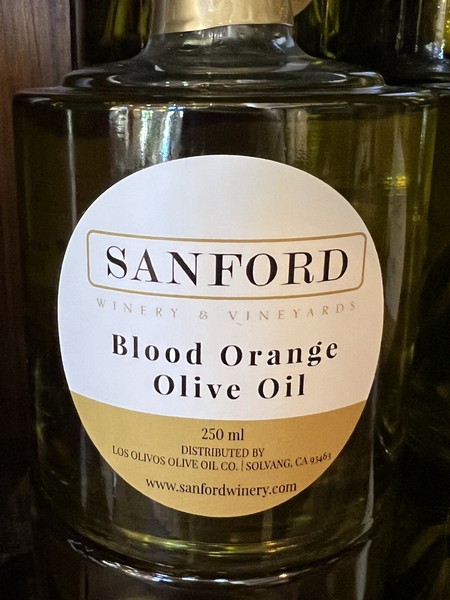 SANFORD
WINERY & VINEYARDS
Blood Orange
Olive Oil
250 ml
DISTRIBUTED BY
LOS OLIVOS OLIVE OIL CO. | SOLVANG, CA 93463
www.sanfordwinery.com